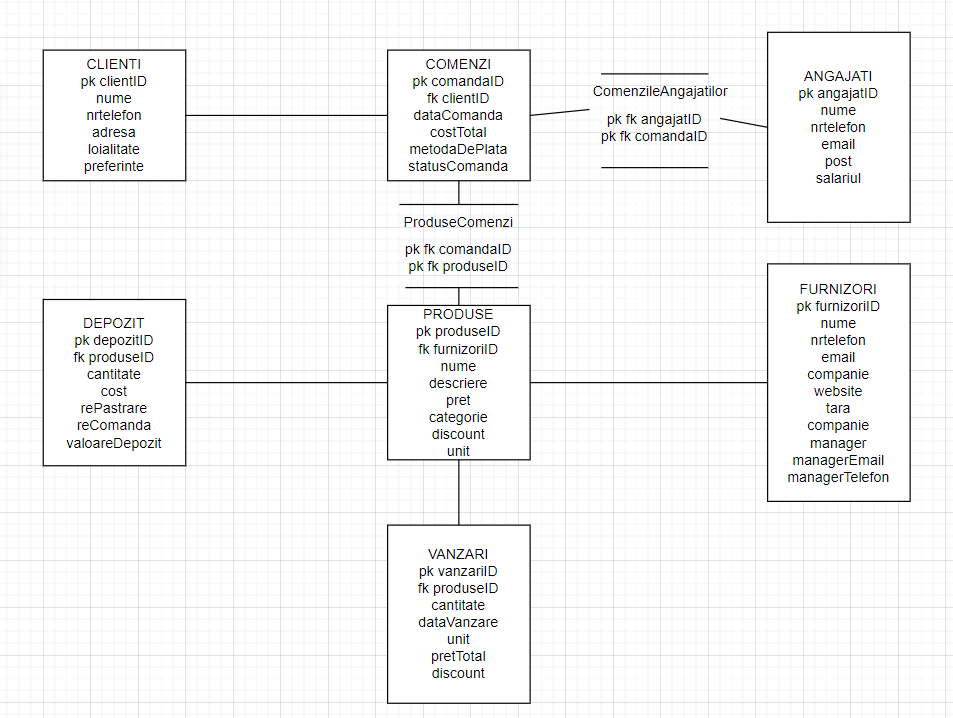 CLIENTI
pk clientID
nume
nrtelefon
adresa
loialitate
preferinte
COMENZI
pk comandaID
fk clientID
dataComanda
costTotal
metodaDePlata
statusComanda
ComenzileAngajatilor
pk fk angajatID
pk fk comandaID
ANGAJATI
pk angajatID
nume
nrtelefon
email
post
salariul
ProduseComenzi
pk fk comandaID
pk fk produseID
DEPOZIT
pk depozitID
fk produseID
cantitate
cost
rePastrare
reComanda
valoareDepozit
PRODUSE
pk produseID
fk furnizoriID
nume
descriere
pret
categorie
discount
unit
FURNIZORI
pk furnizoriID
nume
nrtelefon
email
companie
website
tara
companie
manager
managerEmail
managerTelefon
VANZARI
pk vanzariID
fk produseID
cantitate
dataVanzare
unit
pretTotal
discount